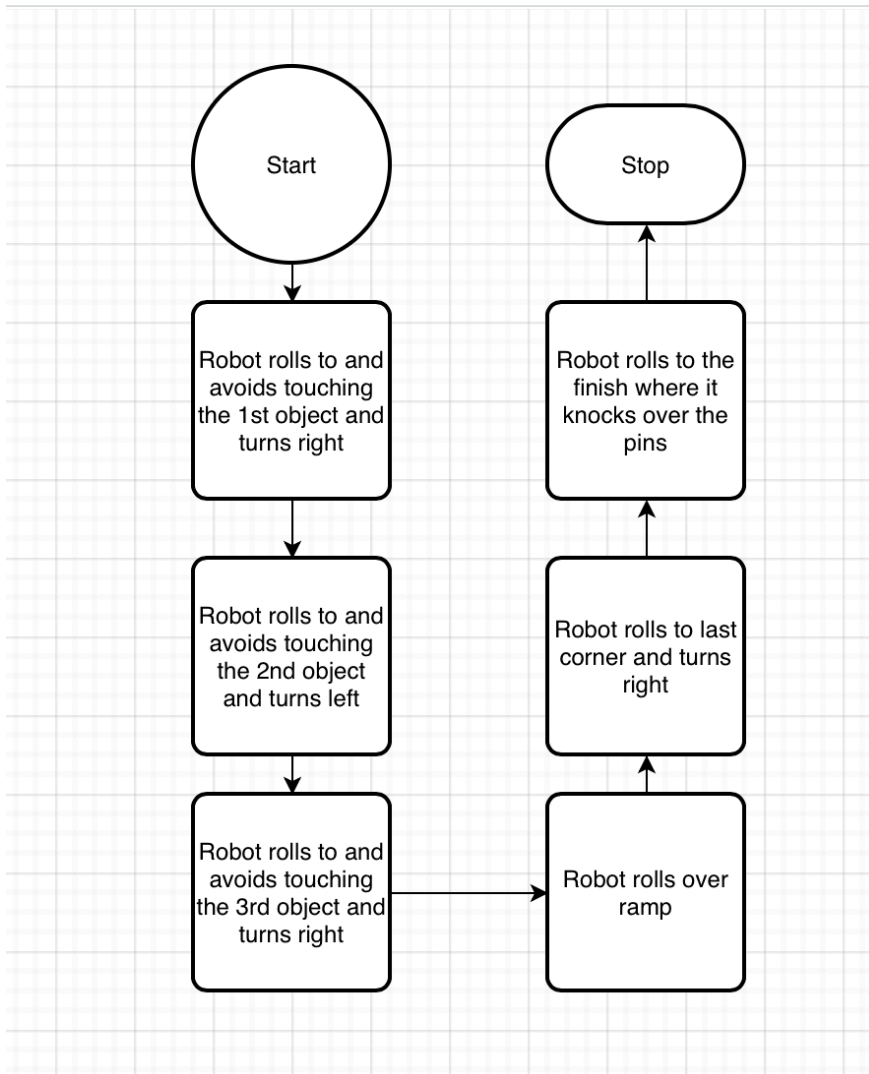 Start
Robot rolls to and
avoids touching
the 1st object and
turns right
Robot rolls to and
avoids touching
the 2nd object
and turns left
Robot rolls to and
avoids touching
the 3rd object and
turns right
Robot rolls over
ramp
Robot rolls to last
corner and turns
right
Robot rolls to the
finish where it
knocks over the
pins
Stop